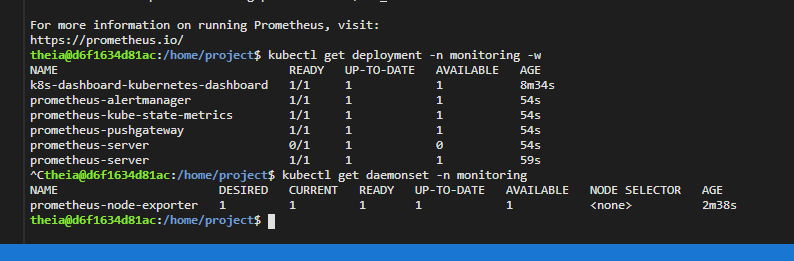 For more information on running Prometheus, visit:
https://prometheus.io/
theia@d6f1634d81ac:/home/project$ kubectl get deployment -n monitoring -w
NAME READY UP-TO-DATE AVAILABLE AGE
k8s-dashboard-kubernetes-dashboard 1/1 1 1 8m34s
prometheus-alertmanager 1/1 1 1 54s
prometheus-kube-state-metrics 1/1 1 1 54s
prometheus-pushgateway 1/1 1 1 54s
prometheus-server 0/1 1 0 54s
prometheus-server 1/1 1 1 59s
^Ctheia@d6f1634d81ac:/home/project$ kubectl get daemonset -n monitoring
NAME DESIRED CURRENT READY UP-TO-DATE AVAILABLE NODE SELECTOR AGE
prometheus-node-exporter 1 1 1 1 1 <none> 2m38s
theia@d6f1634d81ac:/home/project$